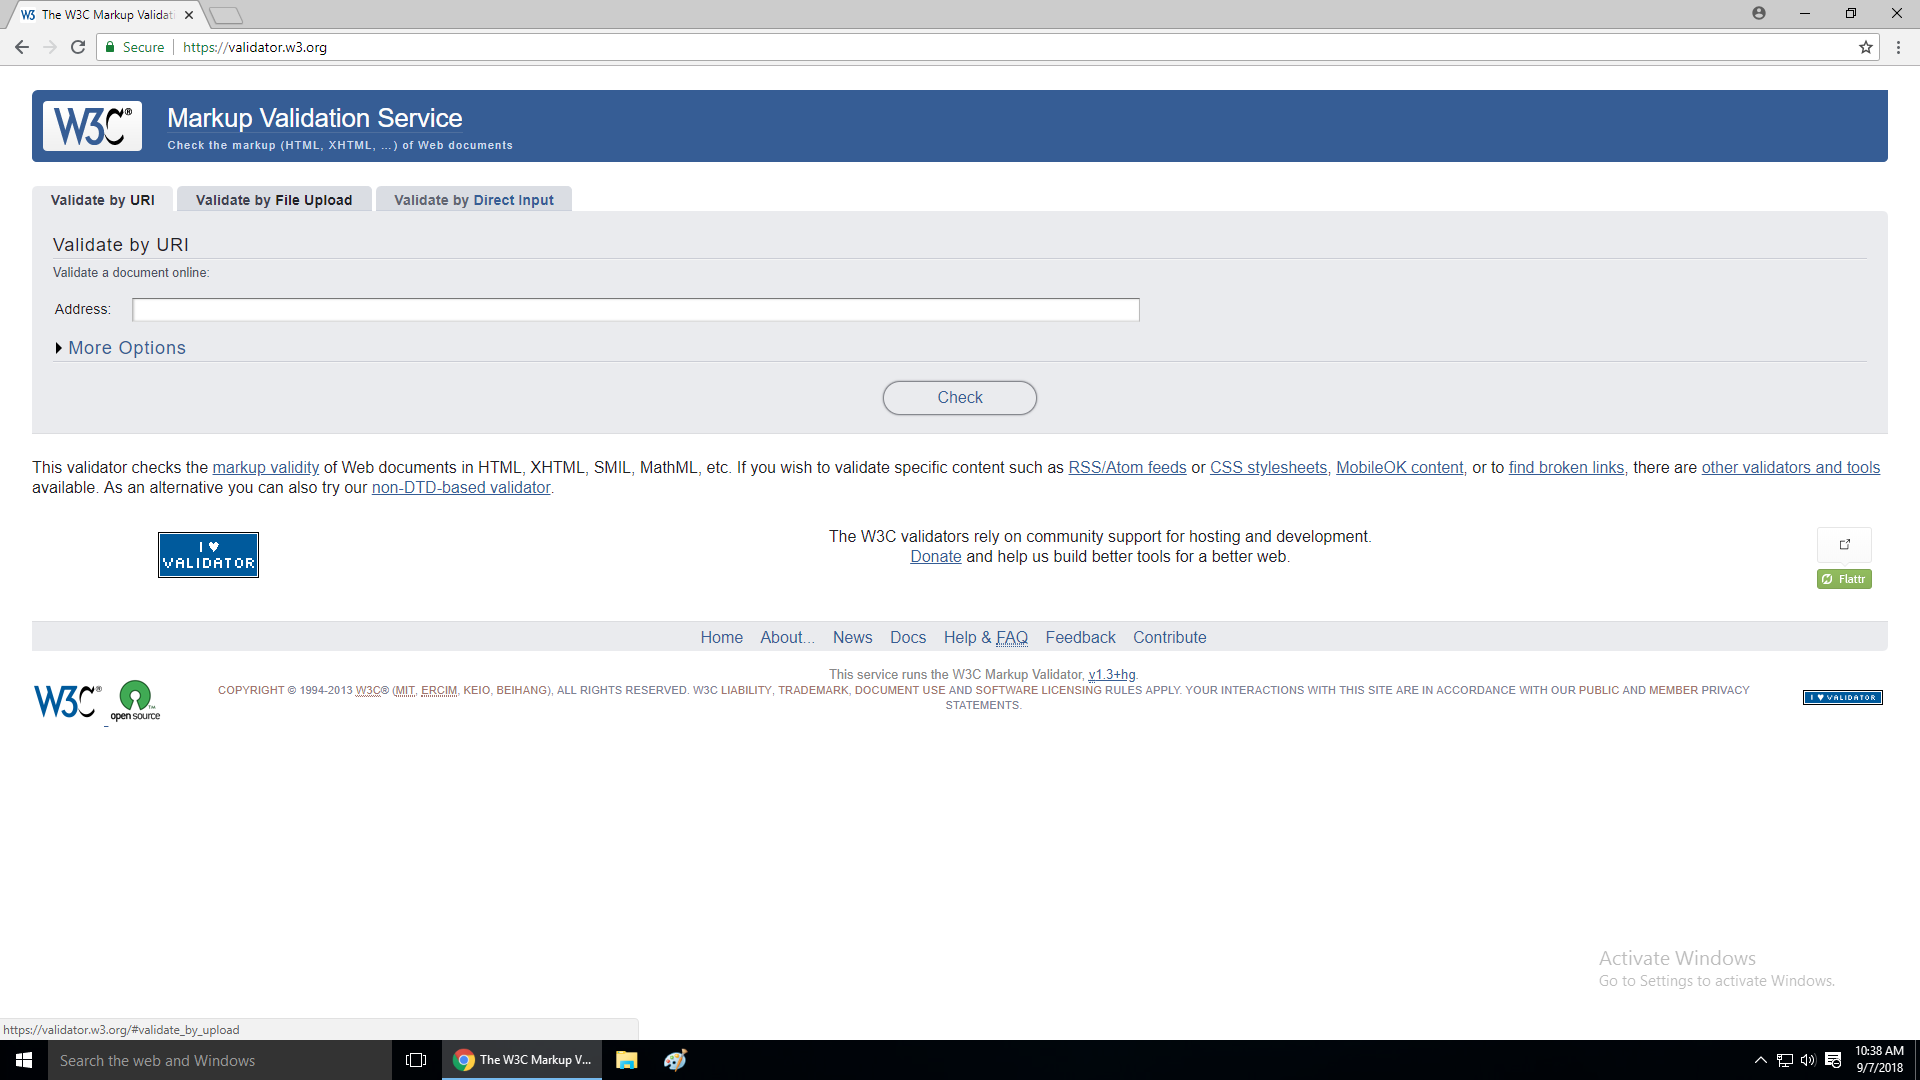 The W3C Markup Validat
Secure
https://validator.w3.org
W3C®
Markup Validation Service
Check the markup (HTML, XHTML, …) of Web documents
Validate by URI
Validate by File Upload
Validate by Direct Input
Validate by URI
Validate a document online:
Address:
More Options
Check
This validator checks the markup validity of Web documents in HTML, XHTML, SMIL, MathML, etc. If you wish to validate specific content such as RSS/Atom feeds or CSS stylesheets, MobileOK content, or to find broken links, there are other validators and tools
available. As an alternative you can also try our non-DTD-based validator.
I ♥
VALIDATOR
The W3C validators rely on community support for hosting and development.
Donate and help us build better tools for a better web.
Flattr
Home About... News Docs Help & FAQ Feedback Contribute
This service runs the W3C Markup Validator, v1.3+hg.
W3C®
open source
TM
COPYRIGHT © 1994-2013 W3C® (MIT, ERCIM, KEIO, BEIHANG), ALL RIGHTS RESERVED. W3C LIABILITY, TRADEMARK, DOCUMENT USE AND SOFTWARE LICENSING RULES APPLY. YOUR INTERACTIONS WITH THIS SITE ARE IN ACCORDANCE WITH OUR PUBLIC AND MEMBER PRIVACY
STATEMENTS.
I ♥ VALIDATOR
Activate Windows
Go to Settings to activate Windows.
https://validator.w3.org/#validate_by_upload
Search the web and Windows
The W3C Markup V...
10:38 AM
9/7/2018